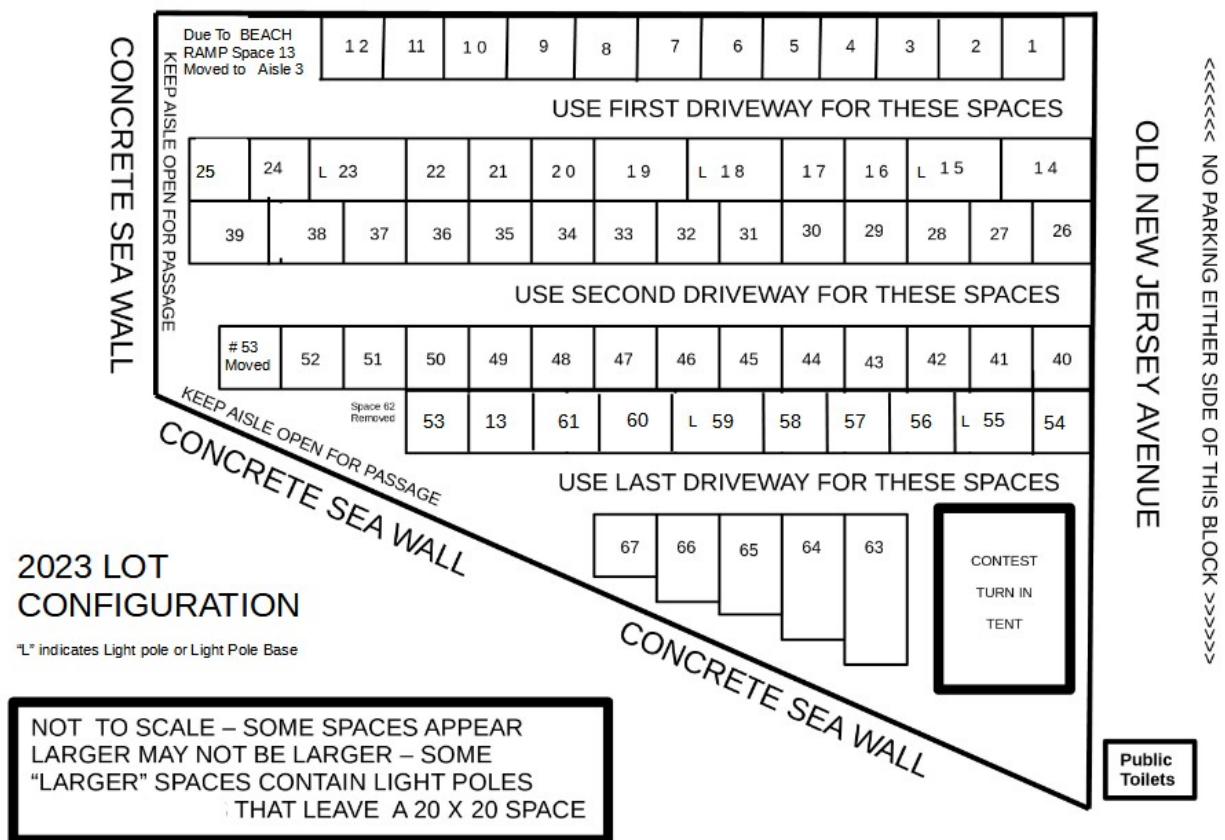 Due To BEACH
RAMP Space 13
Moved to Aisle 3
12 11 10 9 8 7 6 5 4 3 2 1
CONCRETE SEA WALL
KEEP AISLE OPEN FOR PASSAGE
USE FIRST DRIVEWAY FOR THESE SPACES
25 24 L 23 22 21 20 19 L 18 17 16 L 15 14
39 38 37 36 35 34 33 32 31 30 29 28 27 26
USE SECOND DRIVEWAY FOR THESE SPACES
# 53
Moved
52 51 50 49 48 47 46 45 44 43 42 41 40
Space 62
Removed
53 13 61 60 L 59 58 57 56 L 55 54
KEEP AISLE OPEN FOR PASSAGE
CONCRETE SEA WALL
USE LAST DRIVEWAY FOR THESE SPACES
67 66 65 64 63
CONTEST
TURN IN
TENT
CONCRETE SEA WALL
OLD NEW JERSEY AVENUE
<<<<<<< NO PARKING EITHER SIDE OF THIS BLOCK >>>>>>
Public
Toilets
2023 LOT
CONFIGURATION
“L” indicates Light pole or Light Pole Base
NOT TO SCALE – SOME SPACES APPEAR
LARGER MAY NOT BE LARGER – SOME
“LARGER” SPACES CONTAIN LIGHT POLES
THAT LEAVE A 20 X 20 SPACE